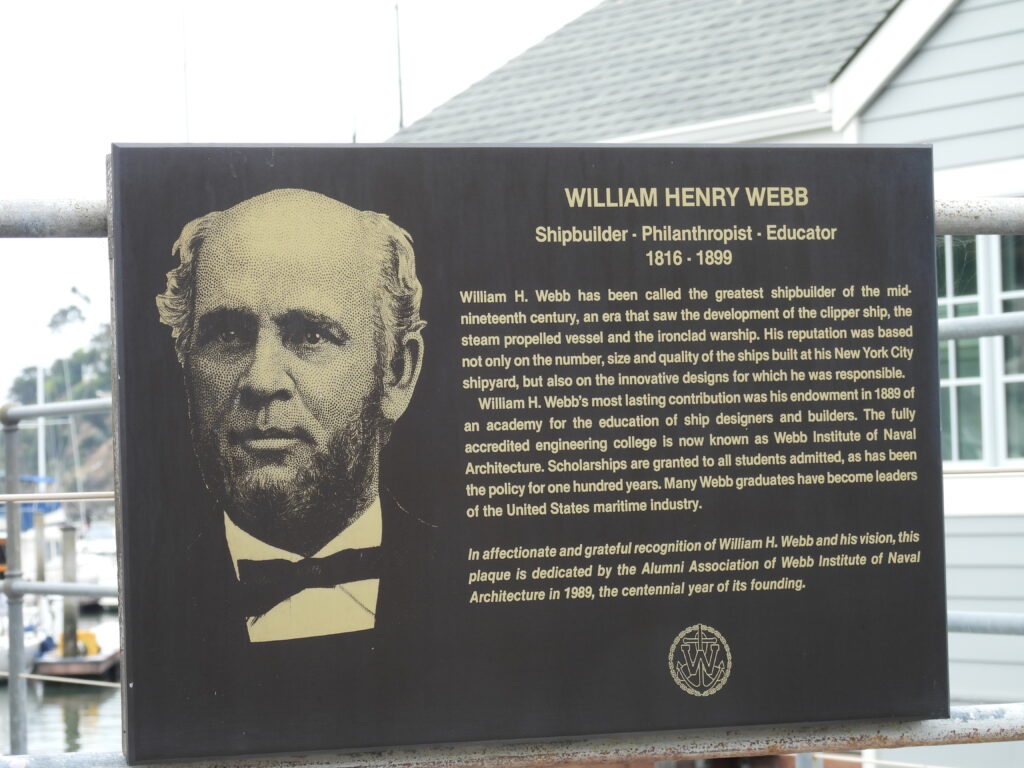 WILLIAM HENRY WEBB
Shipbuilder - Philanthropist - Educator
1816 - 1899
William H. Webb has been called the greatest shipbuilder of the mid-
nineteenth century, an era that saw the development of the clipper ship, the
steam propelled vessel and the ironclad warship. His reputation was based
not only on the number, size and quality of the ships built at his New York City
shipyard, but also on the innovative designs for which he was responsible.
William H. Webb's most lasting contribution was his endowment in 1889 of
an academy for the education of ship designers and builders. The fully
accredited engineering college is now known as Webb Institute of Naval
Architecture. Scholarships are granted to all students admitted, as has been
the policy for one hundred years. Many Webb graduates have become leaders
of the United States maritime industry.
In affectionate and grateful recognition of William H. Webb and his vision, this
plaque is dedicated by the Alumni Association of Webb Institute of Naval
Architecture in 1989, the centennial year of its founding.
W